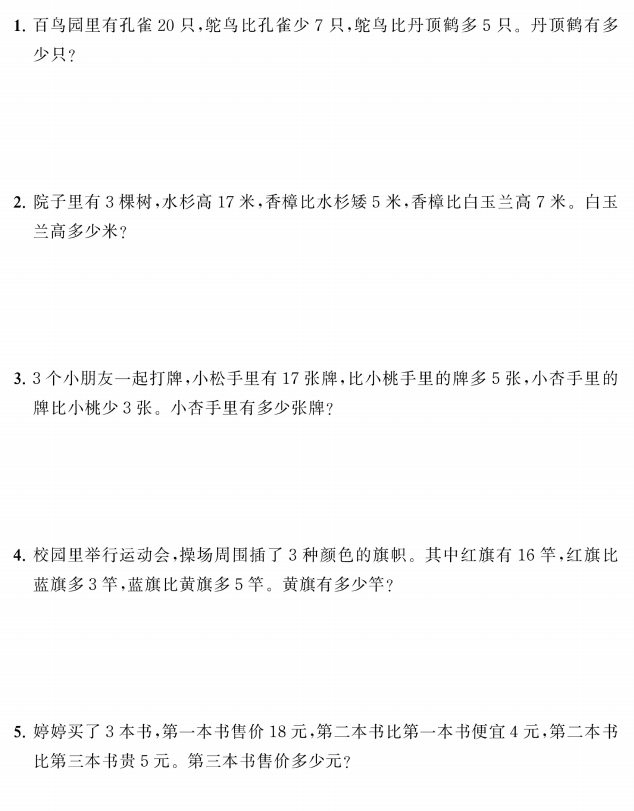 1. 百鸟园里有孔雀 20 只,鸵鸟比孔雀少 7 只,鸵鸟比丹顶鹤多 5 只。丹顶鹤有多
少只?
2. 院子里有 3 棵树,水杉高 17 米,香樟比水杉矮 5 米,香樟比白玉兰高 7 米。白玉
兰高多少米?
3. 3 个小朋友一起打牌,小松手里有 17 张牌,比小桃手里的牌多 5 张,小杏手里的
牌比小桃少 3 张。小杏手里有多少张牌?
4. 校园里举行运动会,操场周围插了 3 种颜色的旗帜。其中红旗有 16 竿,红旗比
蓝旗多 3 竿,蓝旗比黄旗多 5 竿。黄旗有多少竿?
5. 婷婷买了 3 本书,第一本书售价 18 元,第二本书比第一本书便宜 4 元,第二本书
比第三本书贵 5 元。第三本书售价多少元?